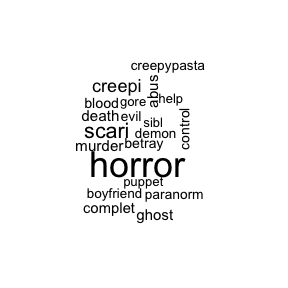 creepypasta
creepi abus
blood gore help
death evil sibl control
scari demon
murder betray
horror
puppet
boyfriend paranorm
complet ghost